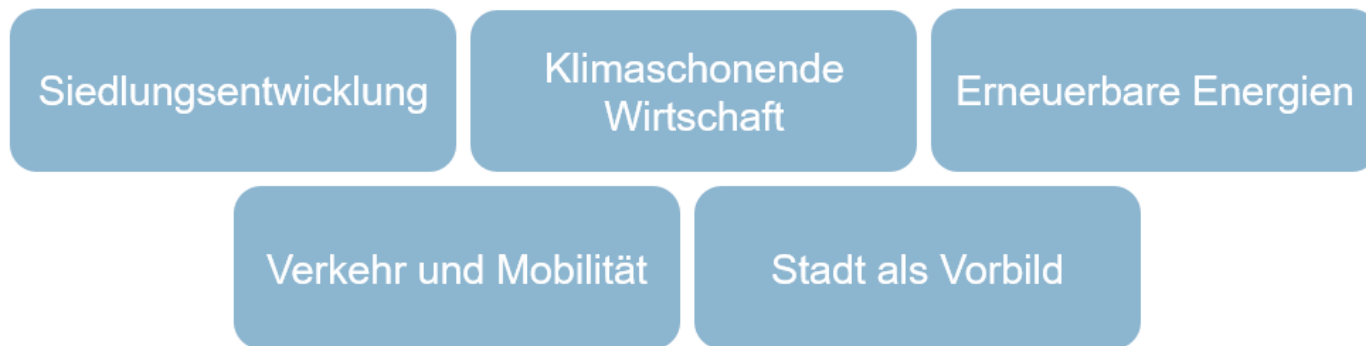 Siedlungsentwicklung
Klimaschonende
Wirtschaft
Erneuerbare Energien
Verkehr und Mobilität
Stadt als Vorbild